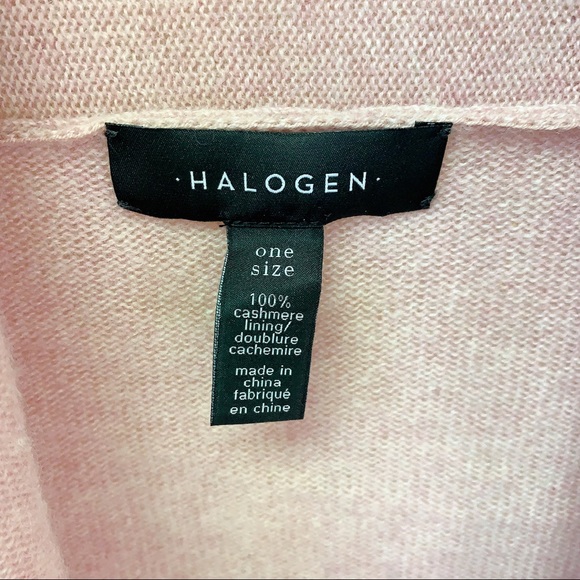 · HALOGEN ·
one
size
100%
cashmere
lining/
doublure
cachemire
made in
china
fabriqué
en chine